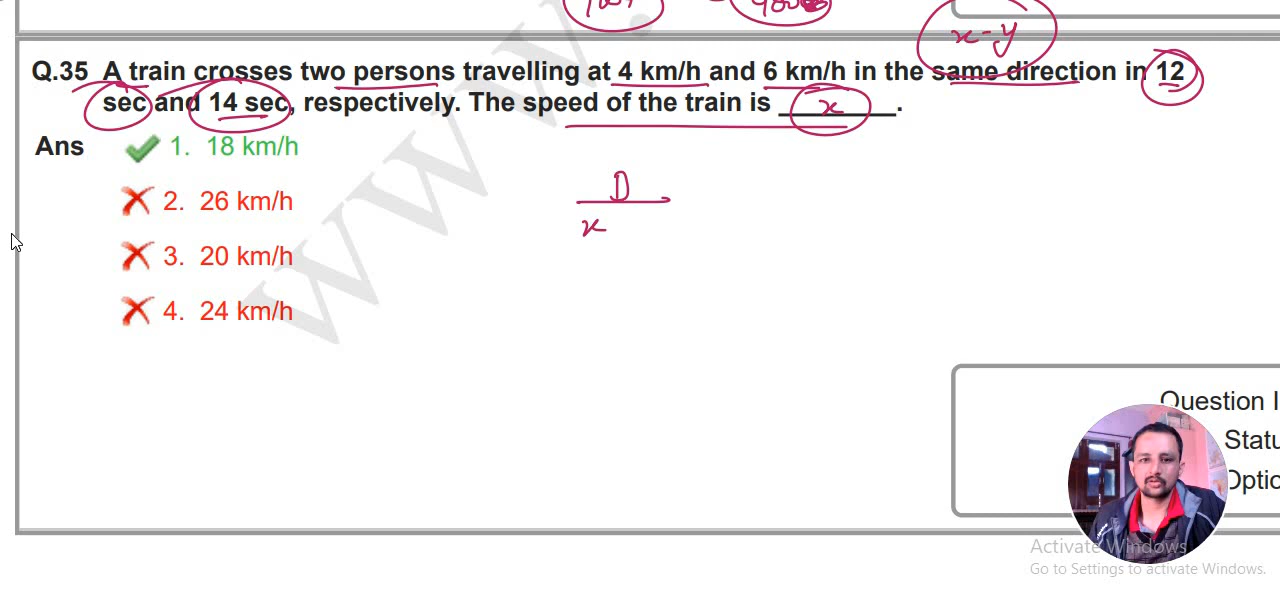 x-y
Q.35 A train crosses two persons travelling at 4 km/h and 6 km/h in the same direction in 12
sec and 14 sec, respectively. The speed of the train is ____x____.
Ans 1. 18 km/h
2. 26 km/h
3. 20 km/h
4. 24 km/h
D
x
www.
Question I
Statu
Optic
Activate Windows
Go to Settings to activate Windows.